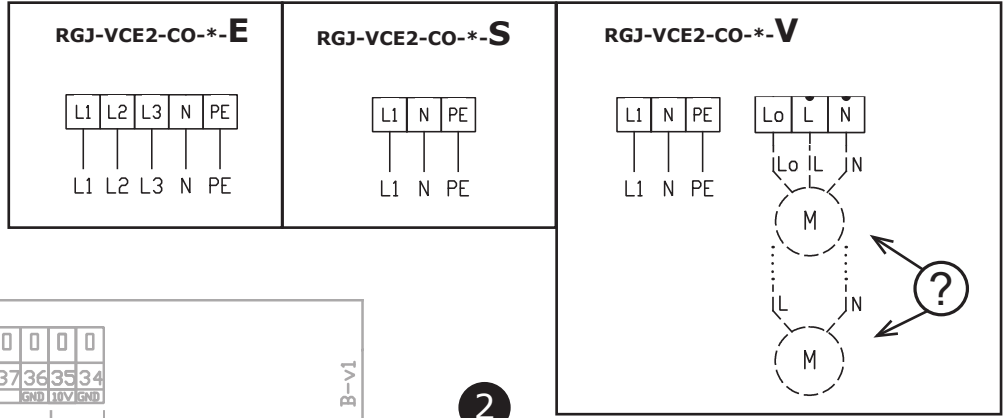 RGJ-VCE2-CO-*-E
L1 L2 L3 N PE
L1 L2 L3 N PE
RGJ-VCE2-CO-*-S
L1 N PE
L1 N PE
RGJ-VCE2-CO-*-V
L1 N PE
L1 N PE
Lo L N
Lo L N
M
?
L N
M
37 36 35 34
GND 10V GND
B-v1
2